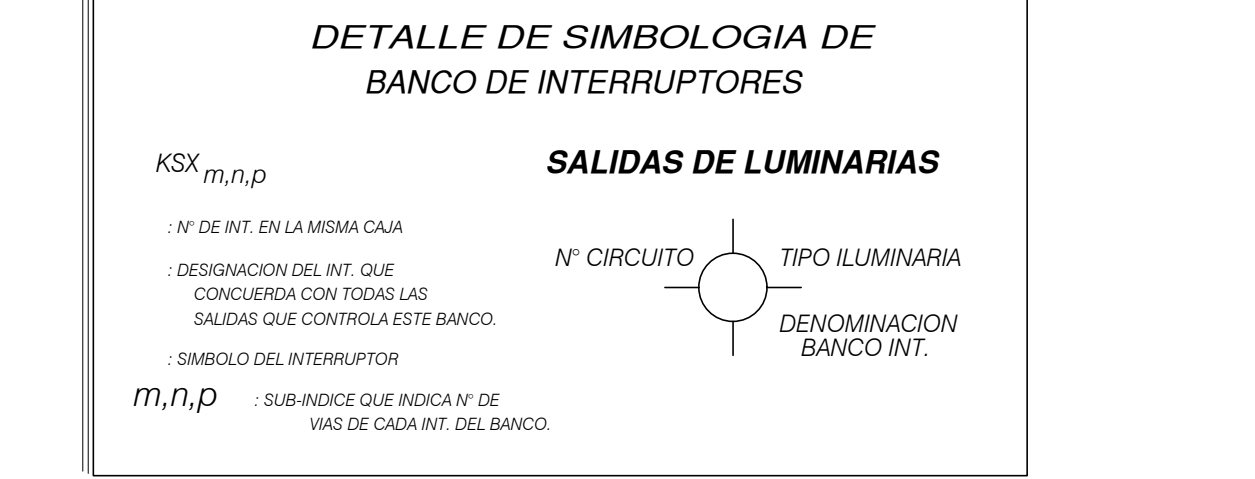 DETALLE DE SIMBOLOGIA DE
BANCO DE INTERRUPTORES
KSX m,n,p
: N° DE INT. EN LA MISMA CAJA
: DESIGNACION DEL INT. QUE
CONCUERDA CON TODAS LAS
SALIDAS QUE CONTROLA ESTE BANCO.
: SIMBOLO DEL INTERRUPTOR
m,n,p : SUB-INDICE QUE INDICA N° DE
VIAS DE CADA INT. DEL BANCO.
SALIDAS DE LUMINARIAS
N° CIRCUITO
TIPO ILUMINARIA
DENOMINACION
BANCO INT.